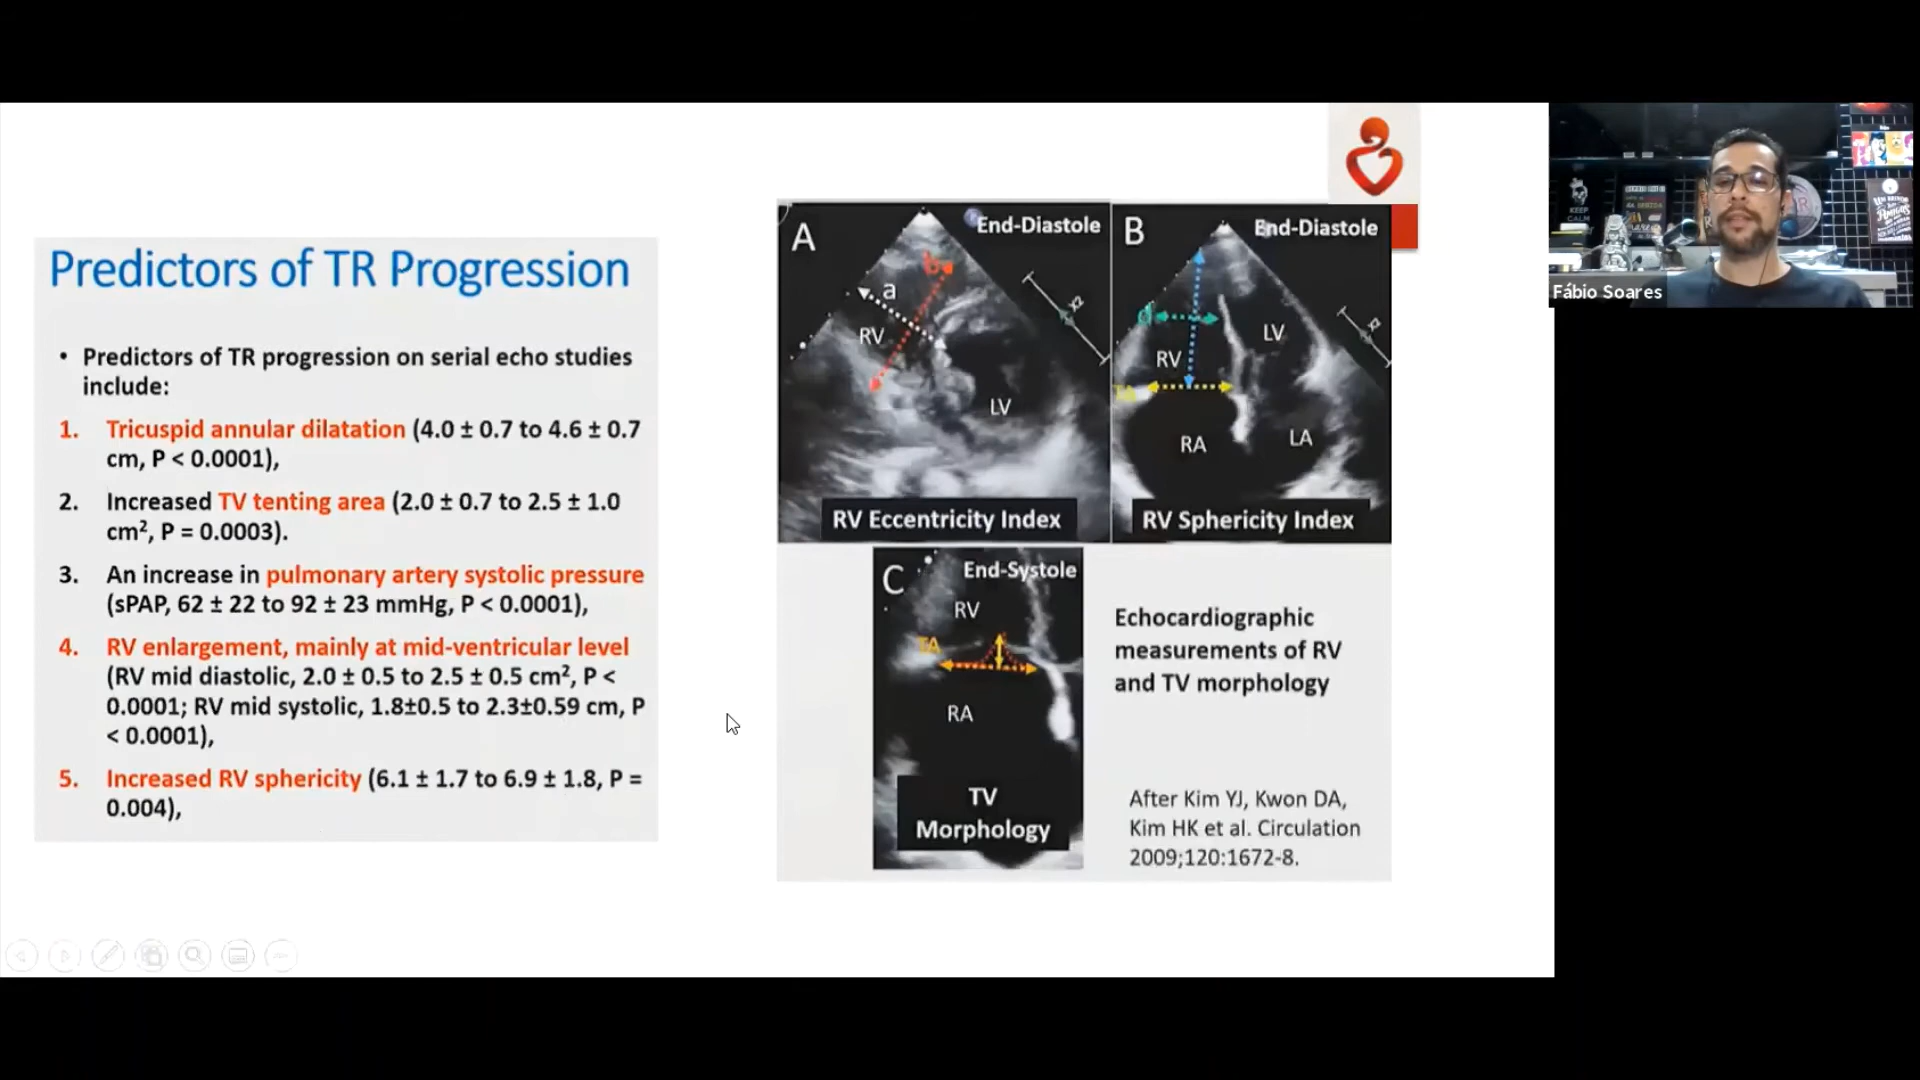 Predictors of TR Progression
• Predictors of TR progression on serial echo studies
include:
1. Tricuspid annular dilatation (4.0 ± 0.7 to 4.6 ± 0.7
cm, P < 0.0001),
2. Increased TV tenting area (2.0 ± 0.7 to 2.5 ± 1.0
cm², P = 0.0003).
3. An increase in pulmonary artery systolic pressure
(sPAP, 62 ± 22 to 92 ± 23 mmHg, P < 0.0001),
4. RV enlargement, mainly at mid-ventricular level
(RV mid diastolic, 2.0 ± 0.5 to 2.5 ± 0.5 cm², P <
0.0001; RV mid systolic, 1.8±0.5 to 2.3±0.59 cm, P
< 0.0001),
5. Increased RV sphericity (6.1 ± 1.7 to 6.9 ± 1.8, P =
0.004),
A
End-Diastole
b
a
RV
LV
RV Eccentricity Index
B
End-Diastole
d
LV
RV
TA
RA
LA
RV Sphericity Index
C
End-Systole
RV
TA
RA
TV
Morphology
Echocardiographic
measurements of RV
and TV morphology
After Kim YJ, Kwon DA,
Kim HK et al. Circulation
2009;120:1672-8.
KEEP
CALM
Fábio Soares